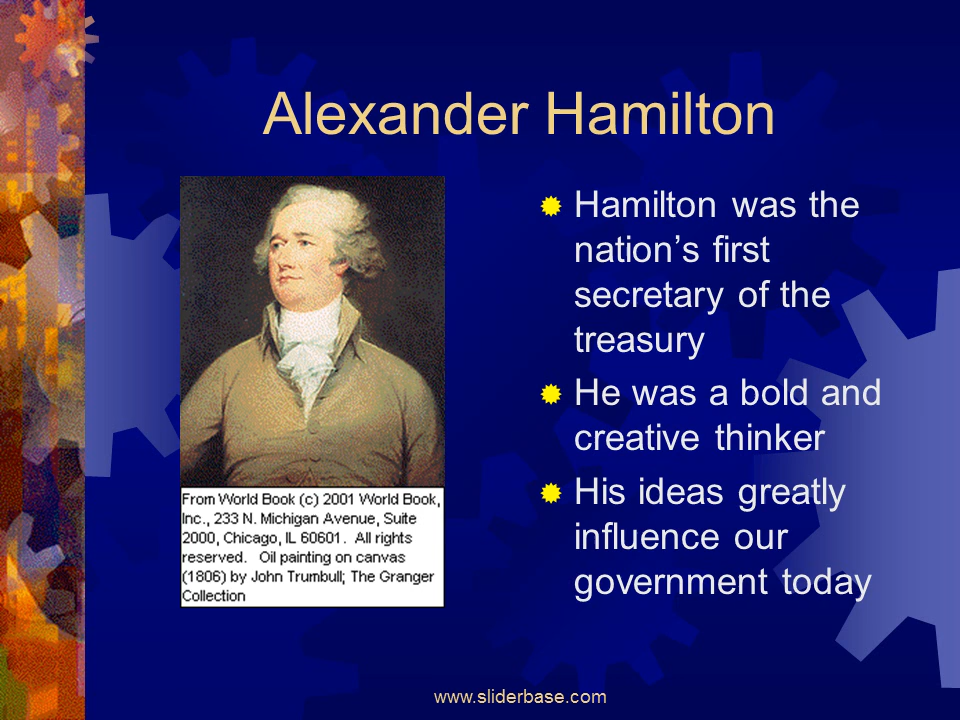 Alexander Hamilton
Hamilton was the
nation’s first
secretary of the
treasury
He was a bold and
creative thinker
His ideas greatly
influence our
government today
From World Book (c) 2001 World Book,
Inc., 233 N. Michigan Avenue, Suite
2000, Chicago, IL 60601. All rights
reserved. Oil painting on canvas
(1806) by John Trumbull; The Granger
Collection
www.sliderbase.com